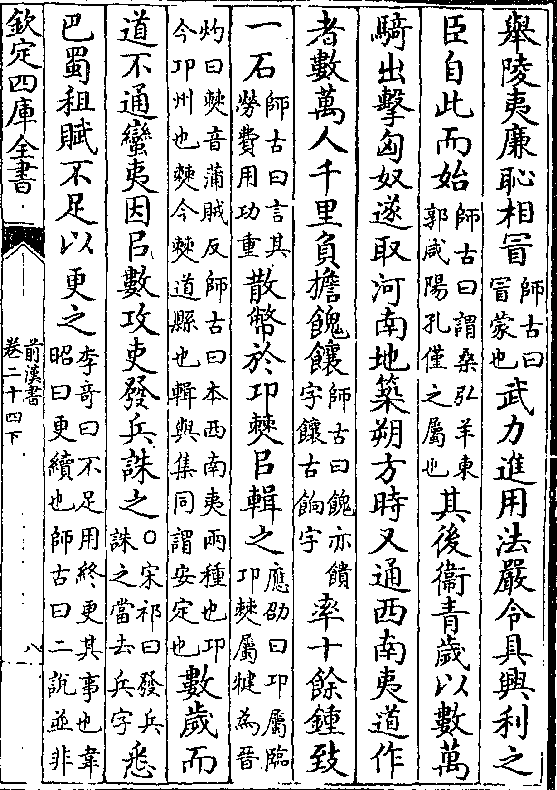 舉陵夷廉恥相冒師古曰冒蒙也武力進用法嚴令具興利之
臣自此而始師古曰謂桑弘羊東郭咸陽孔僅之屬也其後衞青歲以數萬
騎出擊匈奴遂取河南地築朔方時又通西南夷道作
者數萬人千里負擔餽饟師古曰餽亦饋字饟古餉字率十餘鍾致
一石師古曰言其勞費用功重散幣於卭僰㠯輯之應劭曰卭屬臨卭僰屬犍為晉
灼曰僰音蒲賊反師古曰本西南夷兩種也卭今卭州也僰今僰道縣也輯與集同謂安定也數歲而
道不通蠻夷因㠯數攻吏發兵誅之○宋祁曰發兵誅之當去兵字悉
巴蜀租賦不足以更之李奇曰不足用終更其事也韋昭曰更續也師古曰二說並非
欽定四庫全書
前漢書
卷二十四下
八